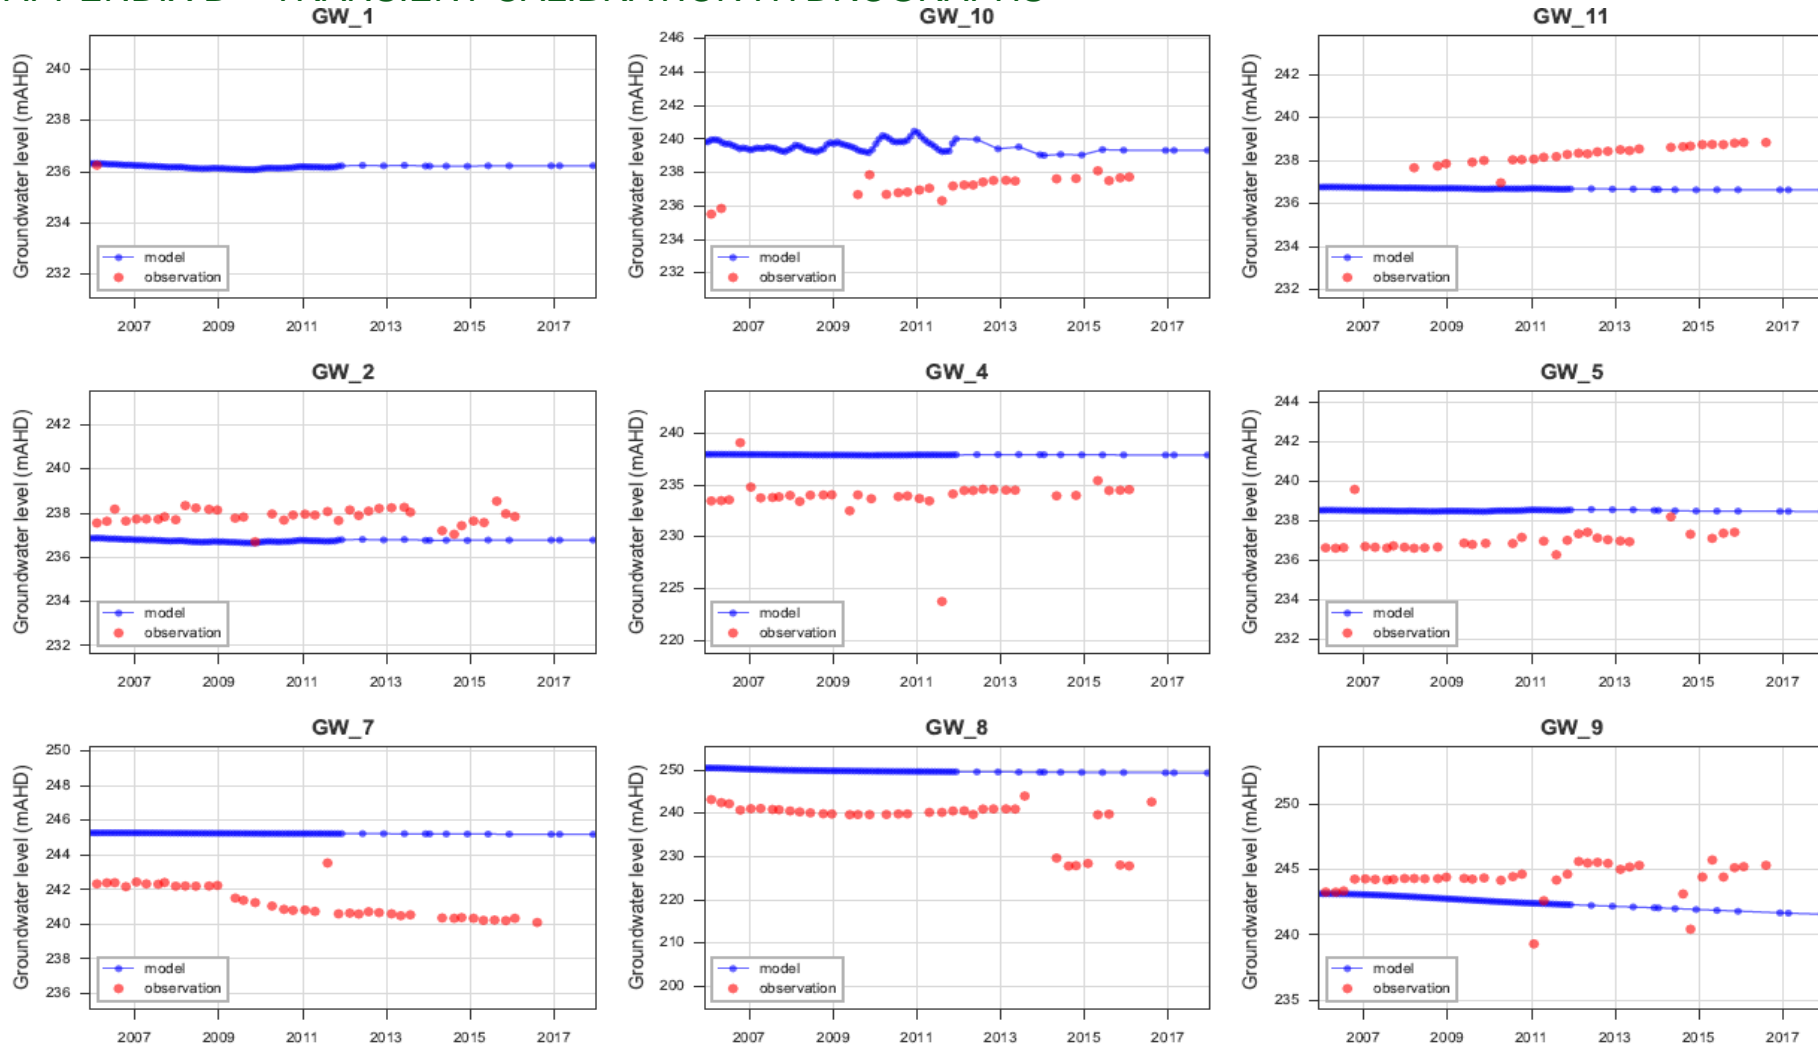 APPENDIX B – TRANSIENT CALIBRATION HYDROGRAPHS
GW_1
Groundwater level (mAHD)
240
238
236
234
232
model
observation
2007 2009 2011 2013 2015 2017
GW_10
Groundwater level (mAHD)
246
244
242
240
238
236
234
232
model
observation
2007 2009 2011 2013 2015 2017
GW_11
Groundwater level (mAHD)
242
240
238
236
234
232
model
observation
2007 2009 2011 2013 2015 2017
GW_2
Groundwater level (mAHD)
242
240
238
236
234
232
model
observation
2007 2009 2011 2013 2015 2017
GW_4
Groundwater level (mAHD)
240
235
230
225
220
model
observation
2007 2009 2011 2013 2015 2017
GW_5
Groundwater level (mAHD)
244
242
240
238
236
234
232
model
observation
2007 2009 2011 2013 2015 2017
GW_7
Groundwater level (mAHD)
250
248
246
244
242
240
238
236
model
observation
2007 2009 2011 2013 2015 2017
GW_8
Groundwater level (mAHD)
250
240
230
220
210
200
model
observation
2007 2009 2011 2013 2015 2017
GW_9
Groundwater level (mAHD)
250
245
240
235
model
observation
2007 2009 2011 2013 2015 2017